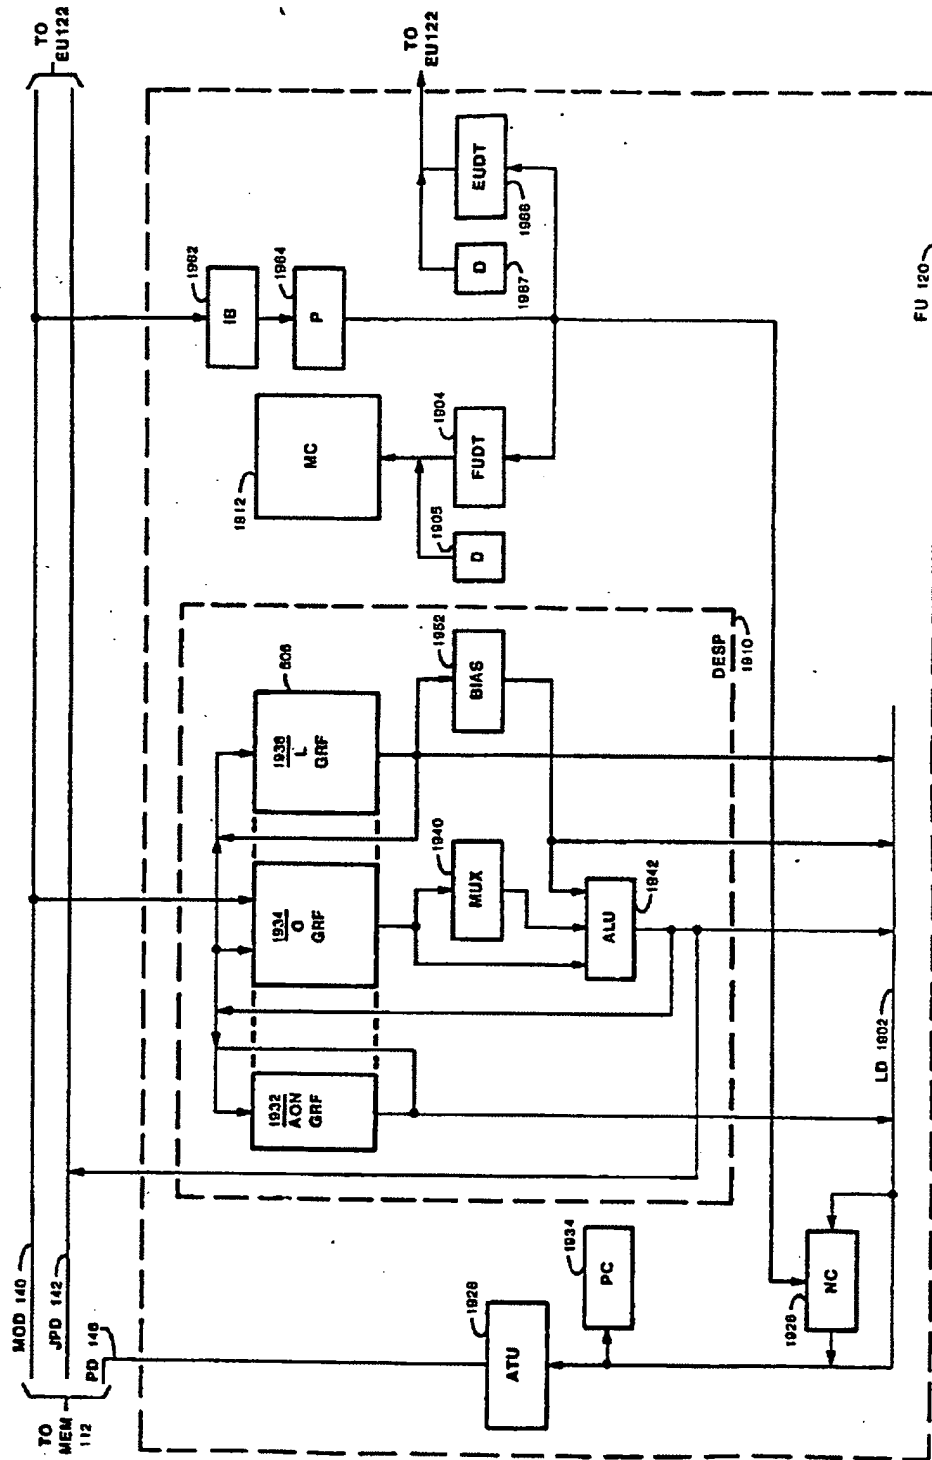 TO
EU122
TO
EU122
MOD 140
JPD 142
PD 146
TO
MEM
112
IB
1962
P
1964
EUDT
1966
D
1967
MC
1912
FUDT
1904
D
1905
1938
L
GRF
606
1934
O
GRF
1932
AON
GRF
BIAS
1952
MUX
1940
ALU
1942
DESP
1910
ATU
1928
PC
1934
NC
1926
LD 1902
FU 120